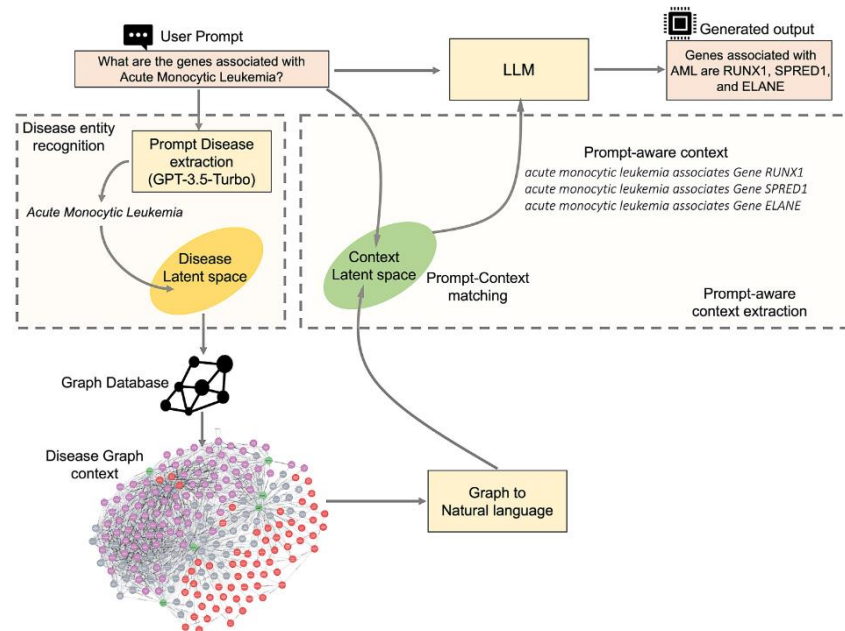 User Prompt
What are the genes associated with
Acute Monocytic Leukemia?
LLM
Generated output
Genes associated with
AML are RUNX1, SPRED1,
and ELANE
Disease entity
recognition
Prompt Disease
extraction
(GPT-3.5-Turbo)
Acute Monocytic Leukemia
Disease
Latent space
Prompt-aware context
acute monocytic leukemia associates Gene RUNX1
acute monocytic leukemia associates Gene SPRED1
acute monocytic leukemia associates Gene ELANE
Context
Latent space
Prompt-Context
matching
Prompt-aware
context extraction
Graph Database
Disease Graph
context
Graph to
Natural language